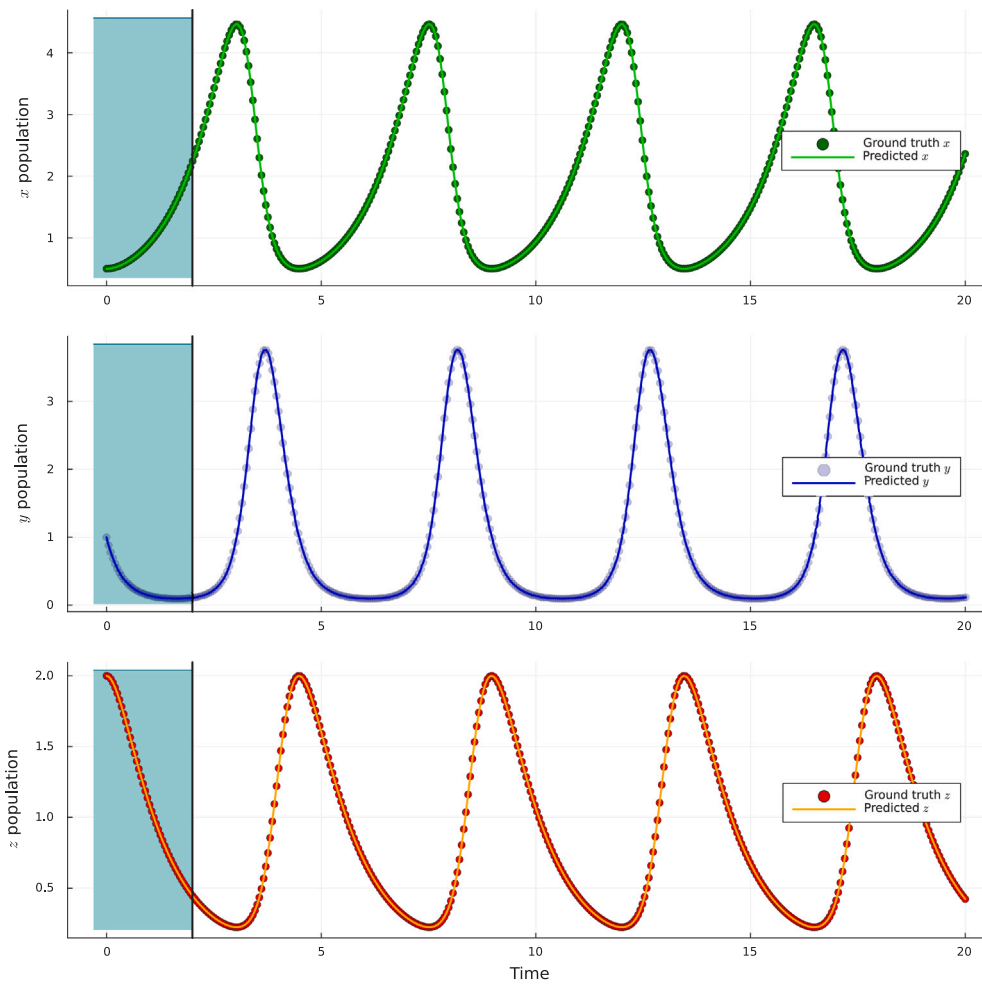 4
3
2
1
x population
Ground truth x
Predicted x
0
5
10
15
20
3
2
1
0
y population
Ground truth y
Predicted y
0
5
10
15
20
2.0
1.5
1.0
0.5
z population
Ground truth z
Predicted z
0
5
10
15
20
Time